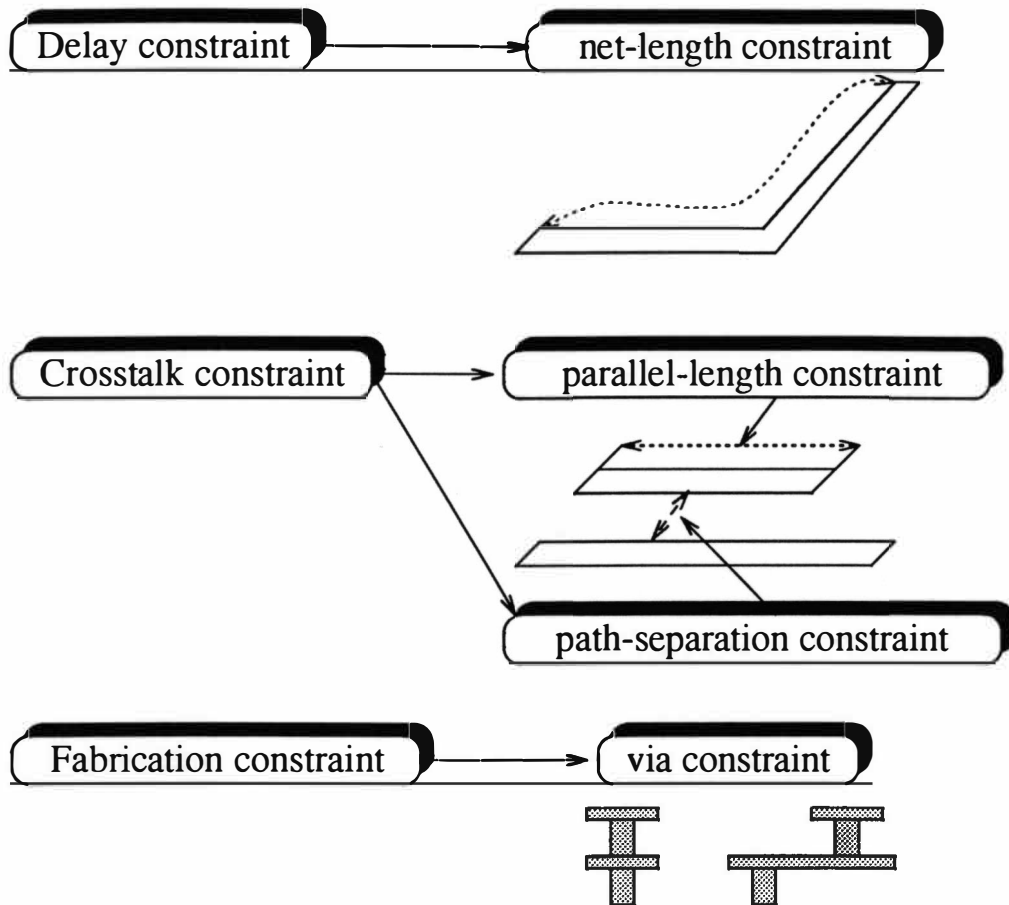 Delay constraint
net-length constraint
Crosstalk constraint
parallel-length constraint
path-separation constraint
Fabrication constraint
via constraint